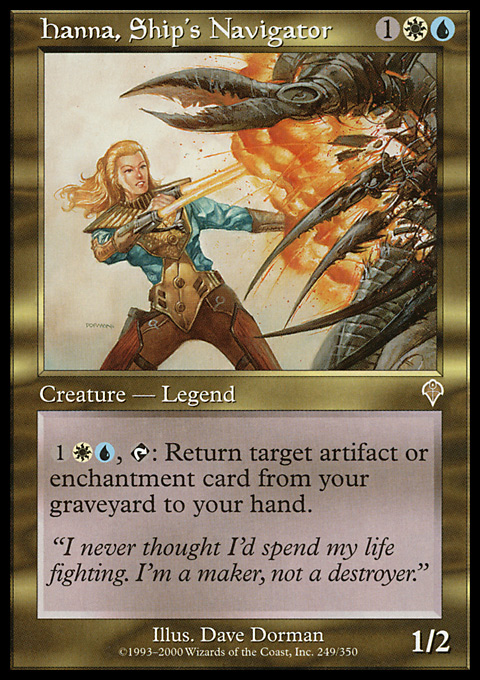 Hanna, Ship's Navigator 1
Creature — Legend
1 , : Return target artifact or
enchantment card from your
graveyard to your hand.
"I never thought I'd spend my life
fighting. I'm a maker, not a destroyer."
Illus. Dave Dorman
©1993–2000 Wizards of the Coast, Inc. 249/350
1/2